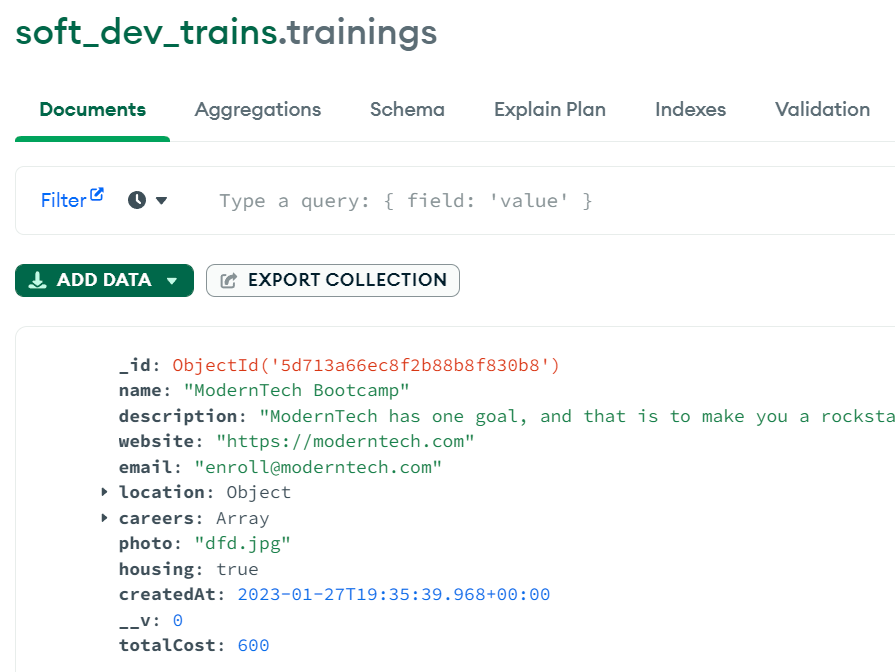 soft_dev_trains.trainings
Documents Aggregations Schema Explain Plan Indexes Validation
Filter Type a query: { field: 'value' }
ADD DATA EXPORT COLLECTION
_id: ObjectId('5d713a66ec8f2b88b8f830b8')
name: "ModernTech Bootcamp"
description: "ModernTech has one goal, and that is to make you a rocksta
website: "https://moderntech.com"
email: "enroll@moderntech.com"
location: Object
careers: Array
photo: "dfd.jpg"
housing: true
createdAt: 2023-01-27T19:35:39.968+00:00
__v: 0
totalCost: 600